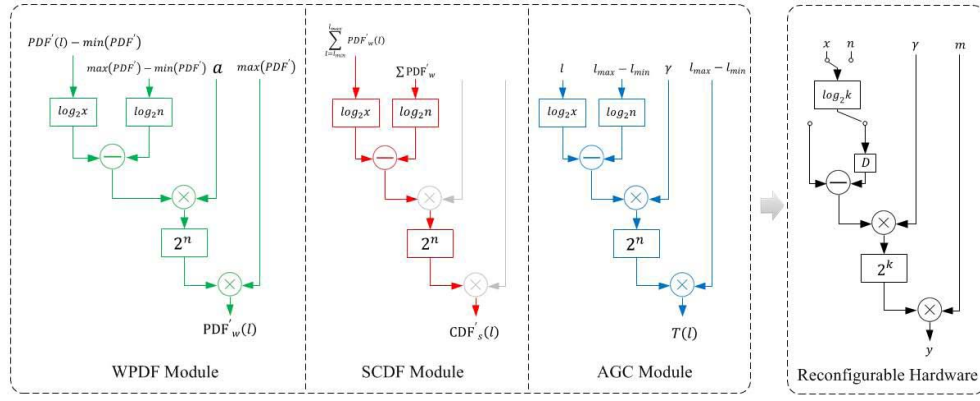 PDF'(l) − min(PDF')
max(PDF') − min(PDF') a max(PDF')
log₂x log₂n
−
×
2ⁿ
×
PDF'w(l)
WPDF Module
∑ l=lmin lmax PDF'w(l)
∑ PDF'w
log₂x log₂n
−
×
2ⁿ
×
CDF's(l)
SCDF Module
l lmax − lmin γ lmax − lmin
log₂x log₂n
−
×
2ⁿ
×
T(l)
AGC Module
x n γ m
log₂k
D
−
×
2ᵏ
×
y
Reconfigurable Hardware